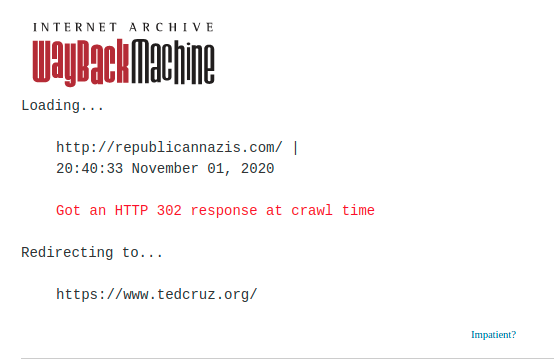 INTERNET ARCHIVE
WayBackMachine
Loading...
http://republicannazis.com/ |
20:40:33 November 01, 2020
Got an HTTP 302 response at crawl time
Redirecting to...
https://www.tedcruz.org/
Impatient?